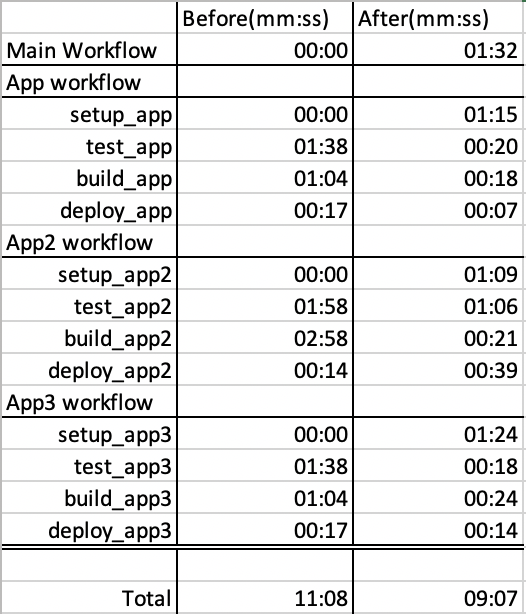 Before(mm:ss) After(mm:ss)
Main Workflow 00:00 01:32
App workflow
setup_app 00:00 01:15
test_app 01:38 00:20
build_app 01:04 00:18
deploy_app 00:17 00:07
App2 workflow
setup_app2 00:00 01:09
test_app2 01:58 01:06
build_app2 02:58 00:21
deploy_app2 00:14 00:39
App3 workflow
setup_app3 00:00 01:24
test_app3 01:38 00:18
build_app3 01:04 00:24
deploy_app3 00:17 00:14
Total 11:08 09:07